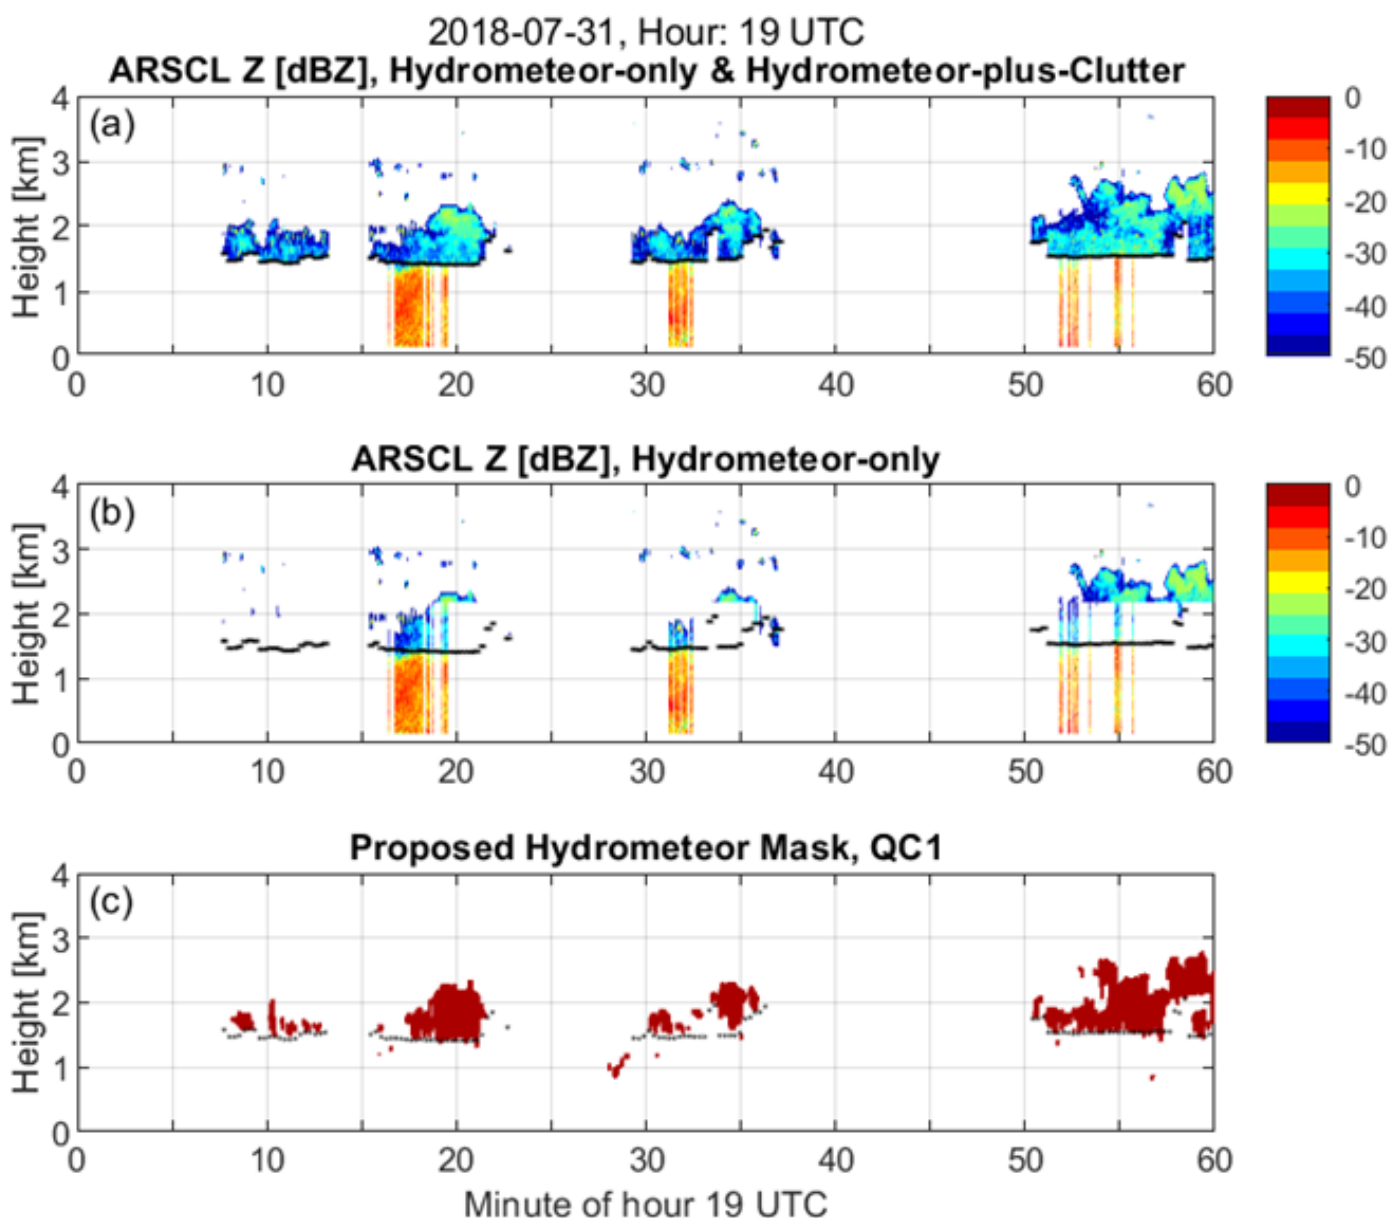 2018-07-31, Hour: 19 UTC
ARSCL Z [dBZ], Hydrometeor-only & Hydrometeor-plus-Clutter
(a)
Height [km]
4
3
2
1
0
0 10 20 30 40 50 60
0
-10
-20
-30
-40
-50
ARSCL Z [dBZ], Hydrometeor-only
(b)
Height [km]
4
3
2
1
0
0 10 20 30 40 50 60
0
-10
-20
-30
-40
-50
Proposed Hydrometeor Mask, QC1
(c)
Height [km]
4
3
2
1
0
0 10 20 30 40 50 60
Minute of hour 19 UTC